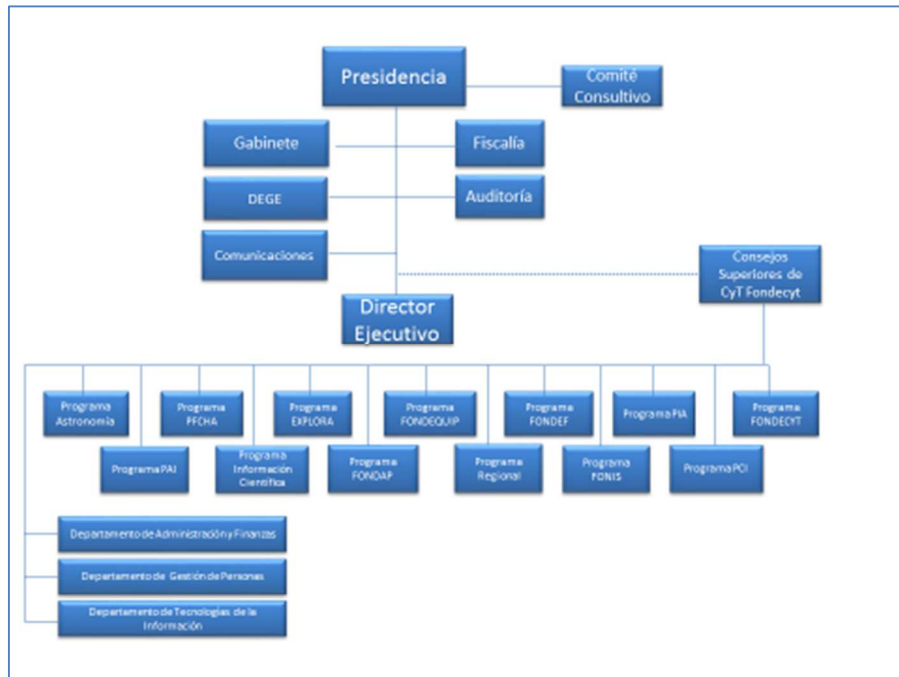 Presidencia
Comité
Consultivo
Gabinete
Fiscalía
DEGE
Auditoría
Comunicaciones
Consejos
Superiores de
CyT Fondecyt
Director
Ejecutivo
Programa
Astronomía
Programa
PFCHA
Programa
EXPLORA
Programa
FONDEQUIP
Programa
FONDEF
Programa PIA
Programa
FONDECYT
Programa PAI
Programa
Información
Científica
Programa
FONDAP
Programa
Regional
Programa
FONIS
Programa PCI
Departamento de Administración y Finanzas
Departamento de Gestión de Personas
Departamento de Tecnologías de la
Información